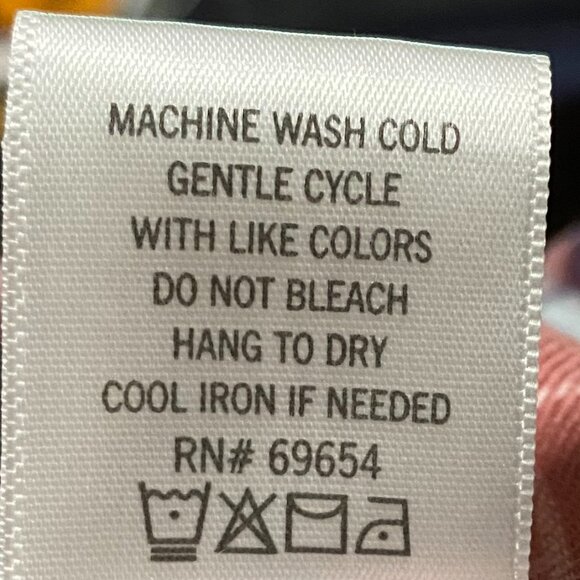 MACHINE WASH COLD
GENTLE CYCLE
WITH LIKE COLORS
DO NOT BLEACH
HANG TO DRY
COOL IRON IF NEEDED
RN# 69654